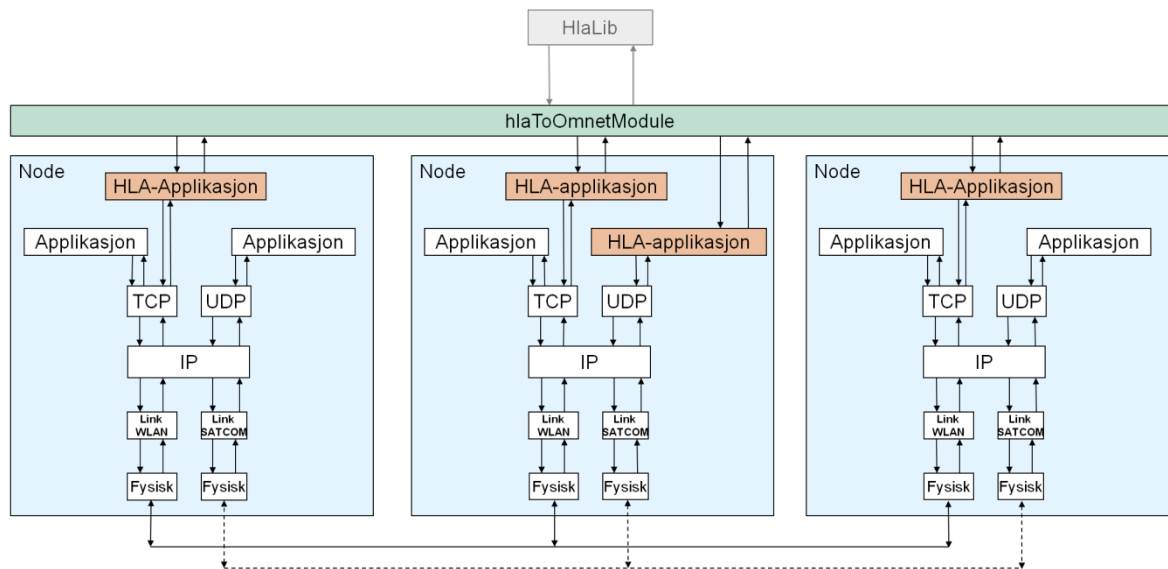 HlaLib
hlaToOmnetModule
Node
HLA-Applikasjon
Applikasjon
Applikasjon
TCP
UDP
IP
Link
WLAN
Link
SATCOM
Fysisk
Fysisk
Node
HLA-applikasjon
Applikasjon
HLA-applikasjon
TCP
UDP
IP
Link
WLAN
Link
SATCOM
Fysisk
Fysisk
Node
HLA-Applikasjon
Applikasjon
Applikasjon
TCP
UDP
IP
Link
WLAN
Link
SATCOM
Fysisk
Fysisk